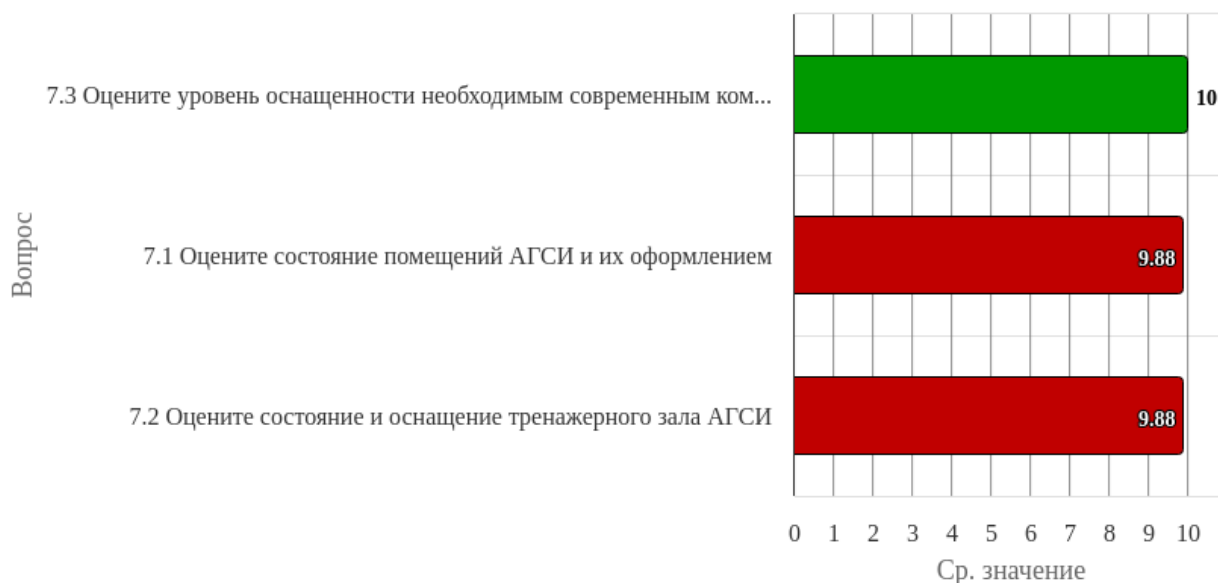 7.3 Оцените уровень оснащенности необходимым современным ком...
10
Вопрос
7.1 Оцените состояние помещений АГСИ и их оформлением
9.88
7.2 Оцените состояние и оснащение тренажерного зала АГСИ
9.88
0 1 2 3 4 5 6 7 8 9 10
Ср. значение